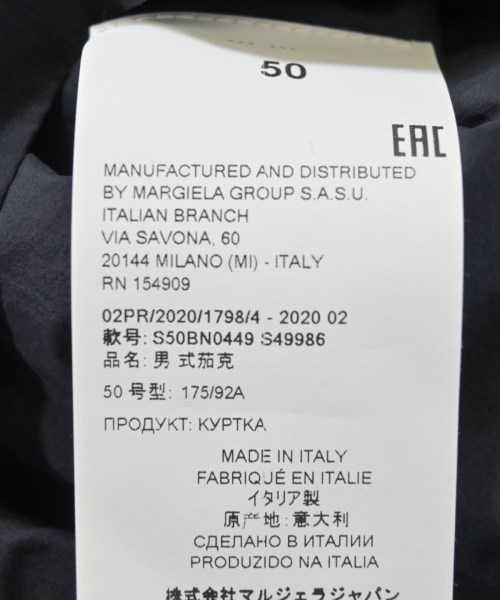 50
EAC
MANUFACTURED AND DISTRIBUTED
BY MARGIELA GROUP S.A.S.U.
ITALIAN BRANCH
VIA SAVONA, 60
20144 MILANO (MI) - ITALY
RN 154909
02PR/2020/1798/4 - 2020 02
款号: S50BN0449 S49986
品名: 男 式茄克
50 号型: 175/92A
ПРОДУКТ: КУРТКА
MADE IN ITALY
FABRIQUÉ EN ITALIE
イタリア製
原产地: 意大利
СДЕЛАНО В ИТАЛИИ
PRODUZIDO NA ITALIA
株式会社マルジェラジャパン